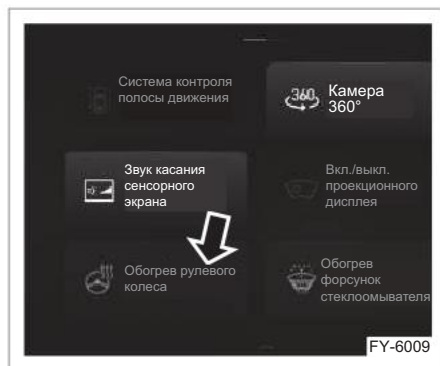 Система контроля
полосы движения
360
Камера
360°
Звук касания
сенсорного
экрана
Вкл./выкл.
проекционного
дисплея
Обогрев рулевого
колеса
Обогрев
форсунок
стеклоомывателя
FY-6009